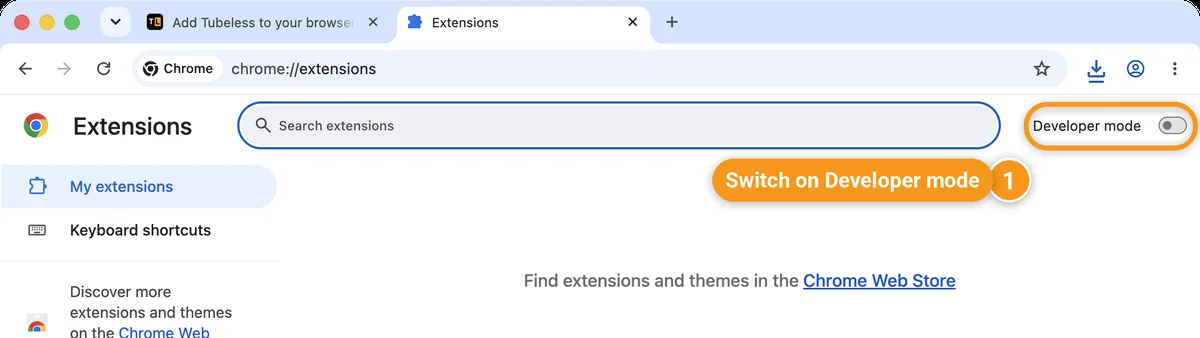 TL Add Tubeless to your browser
Extensions
Chrome chrome://extensions
Extensions
Search extensions
Developer mode
Switch on Developer mode 1
My extensions
Keyboard shortcuts
Find extensions and themes in the Chrome Web Store
Discover more
extensions and themes
on the Chrome Web